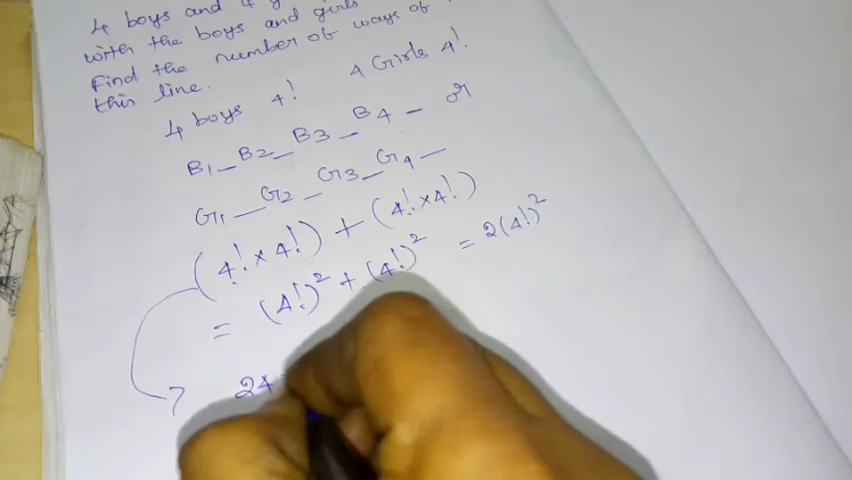 4 boys and 4
with the boys and girls
Find the number of ways of
this line.
4 boys 4! 4 Girls 4!
B1 _ B2 _ B3 _ B4 _ or
G1 _ G2 _ G3 _ G4 _
(4! × 4!) + (4! × 4!)
= (4!)² + (4!)² = 2(4!)²
24